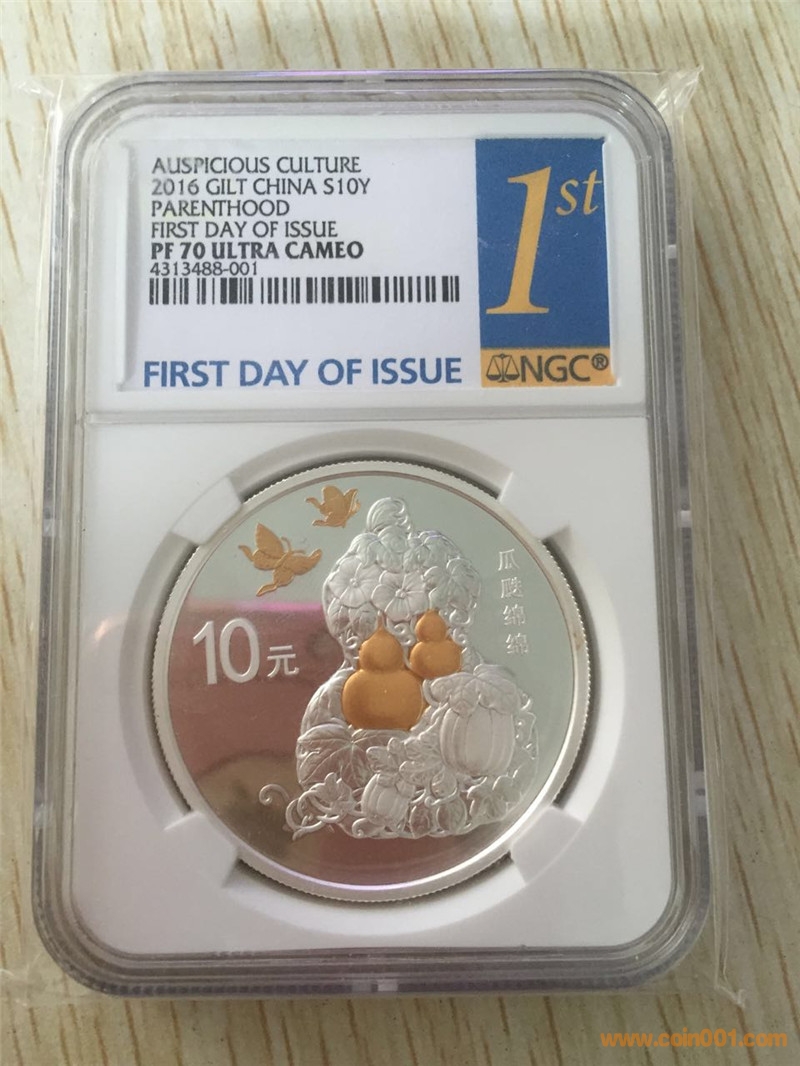 AUSPICIOUS CULTURE
2016 GILT CHINA S10Y
PARENTHOOD
FIRST DAY OF ISSUE
PF 70 ULTRA CAMEO
4313488-001
1st
FIRST DAY OF ISSUE
NGC®
瓜瓞绵绵
10元
www.coin001.com